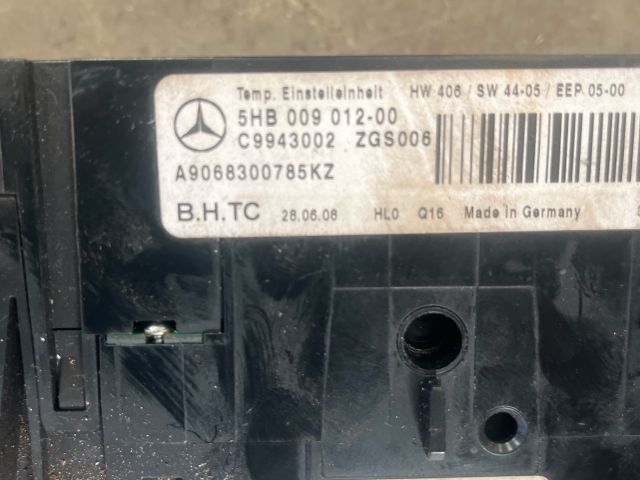 Temp. Einstelleinheit HW 406 / SW 44-05 / EEP 05-00
5HB 009 012-00
C9943002 ZGS006
A9068300785KZ
B.H.TC 28.06.08 HL0 Q16 Made in Germany